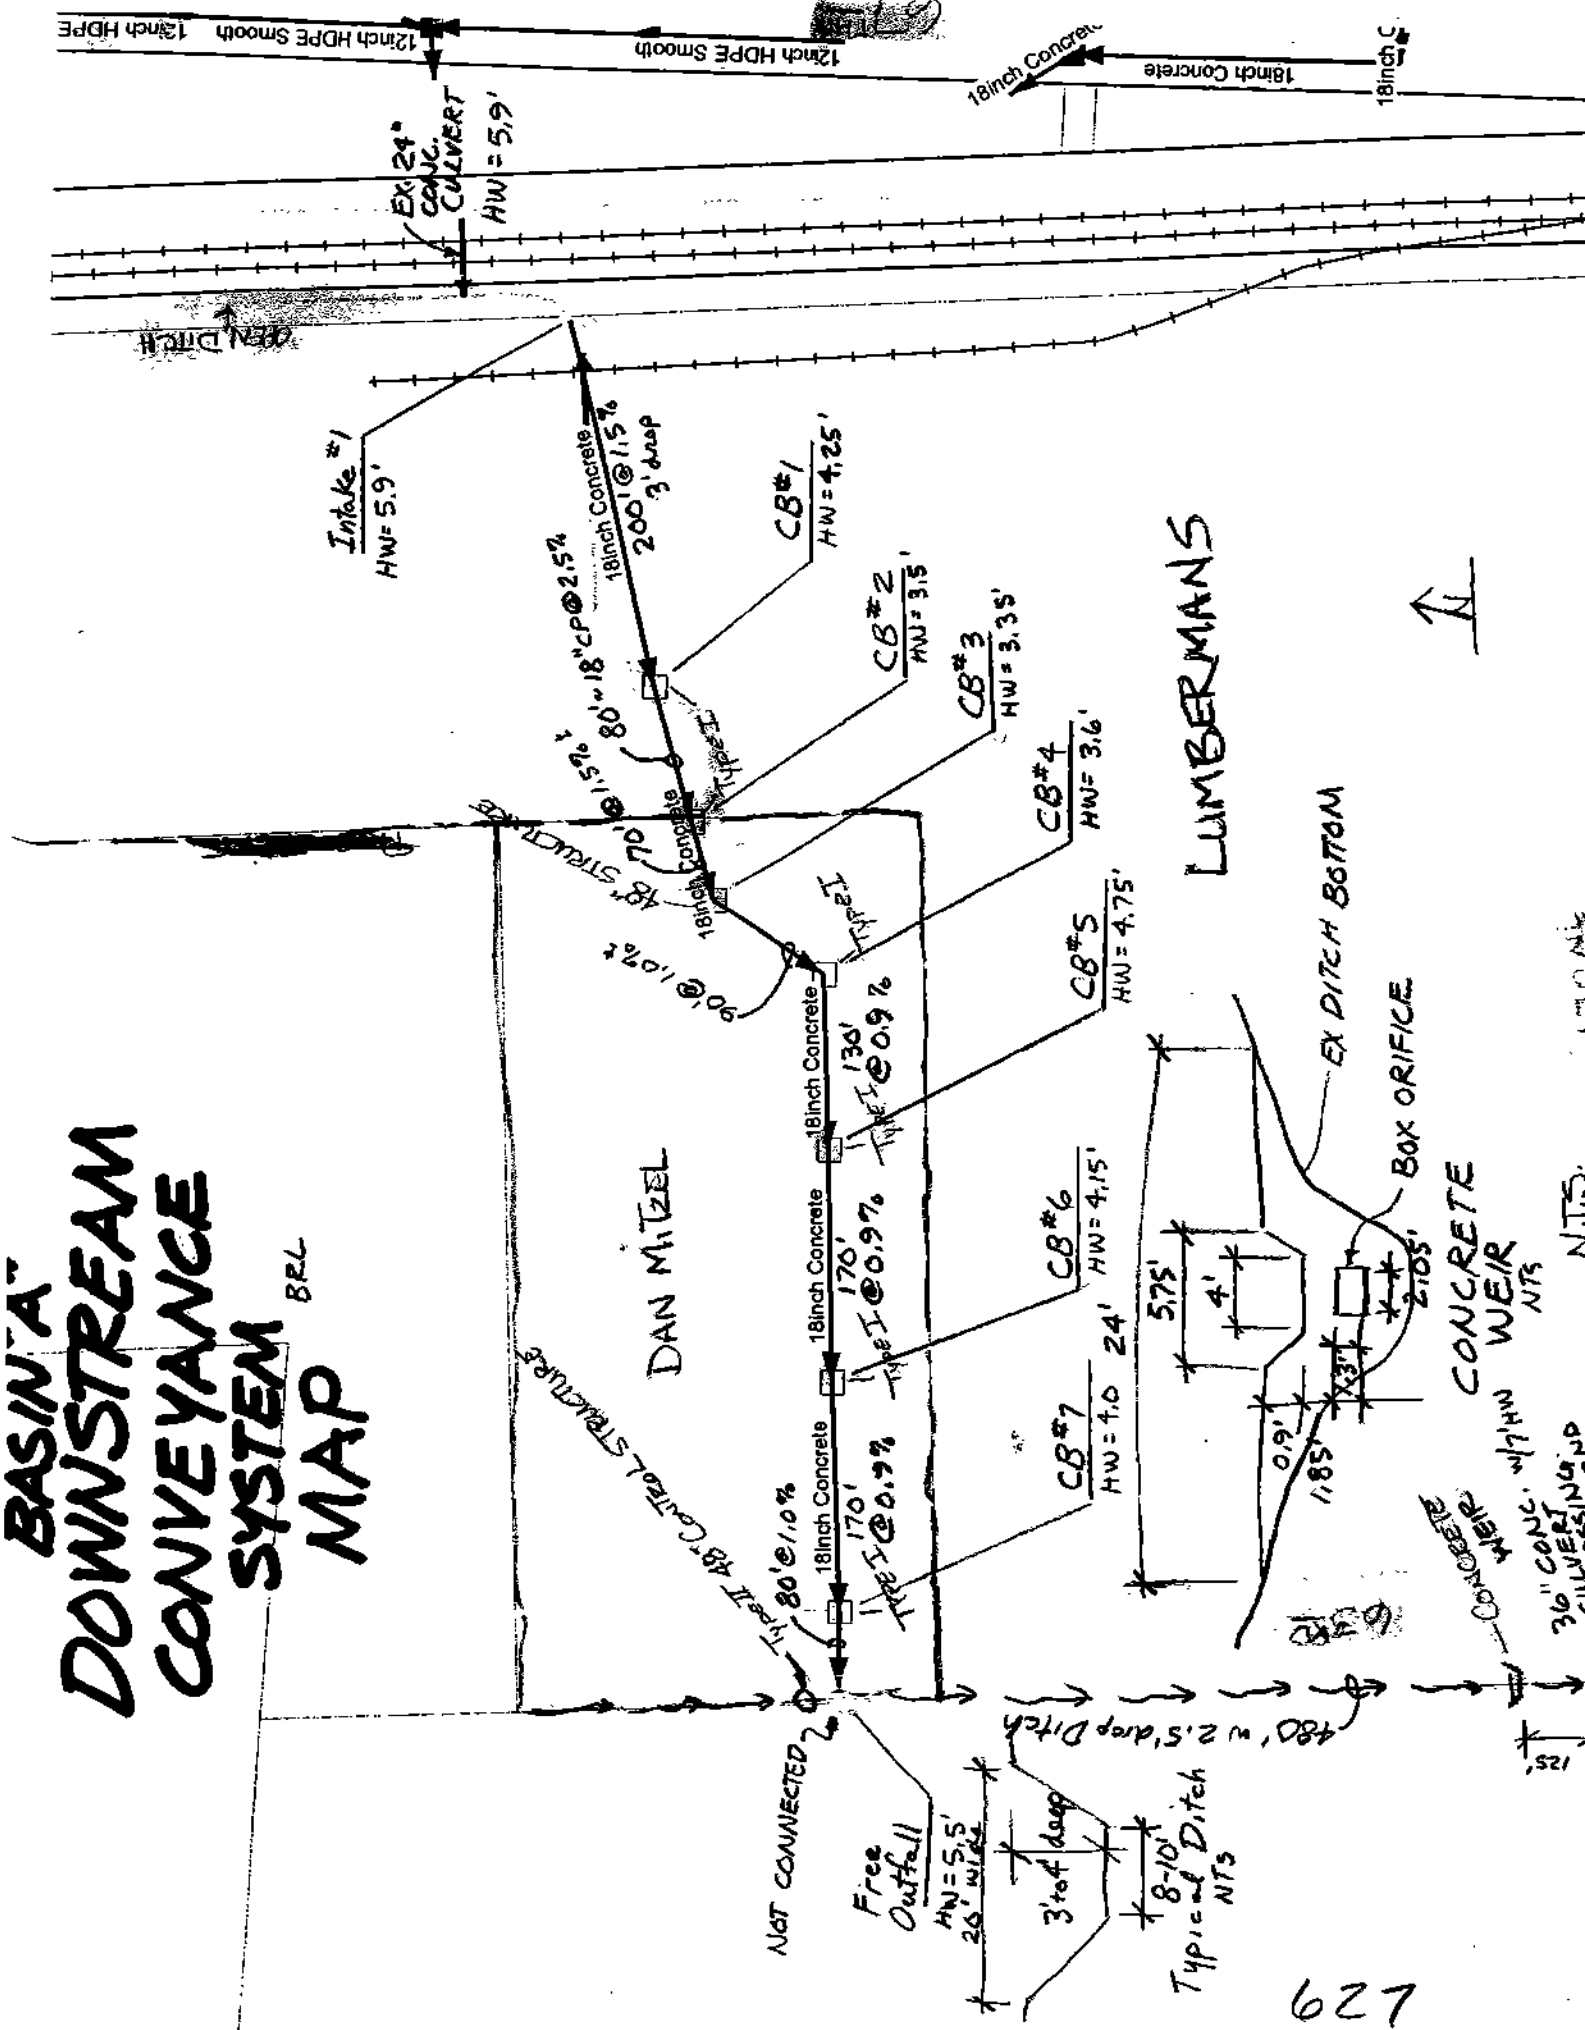 BASIN "A"
DOWNSTREAM
CONVEYANCE
SYSTEM
MAP
BRL
12inch HDPE
12inch HDPE Smooth
12inch HDPE Smooth
18inch Concrete
18inch Concrete
18inch C
EX. 24"
CONC.
CULVERT
HW = 5.9'
OPEN DITCH
Intake #1
HW = 5.9'
18inch Concrete
200' @ 1.5%
3' drop
CB #1
HW = 4.25'
80' ~ 18" CP @ 2.5%
Type I
CB #2
HW = 3.5'
70' @ 1.5% ±
18inch Concrete
48" STRUCTURE
CB #3
HW = 3.35'
90' @ 1.0% ±
Type I
CB #4
HW = 3.6'
18inch Concrete
130'
@ 0.9%
Type I
CB #5
HW = 4.75'
18inch Concrete
170'
Type I @ 0.9%
CB #6
HW = 4.15'
18inch Concrete
170'
Type I @ 0.9%
CB #7
HW = 4.0
80' @ 1.0%
Type II 48" CONTROL STRUCTURE
DAN MITZEL
LUMBERMANS
N
NOT CONNECTED
Free
Outfall
HW = 5.5'
26' wide
3' to 4' deep
8-10'
Typical Ditch
NTS
480' w 2.5' drop Ditch
24'
5.75'
4'
0.9'
1.85'
1.3'
2.05'
EX DITCH BOTTOM
BOX ORIFICE
CONCRETE
WEIR
NTS
CONCRETE
WEIR
36" CONC. w/7' HW
CULVERT
125'
N.T.S.
627